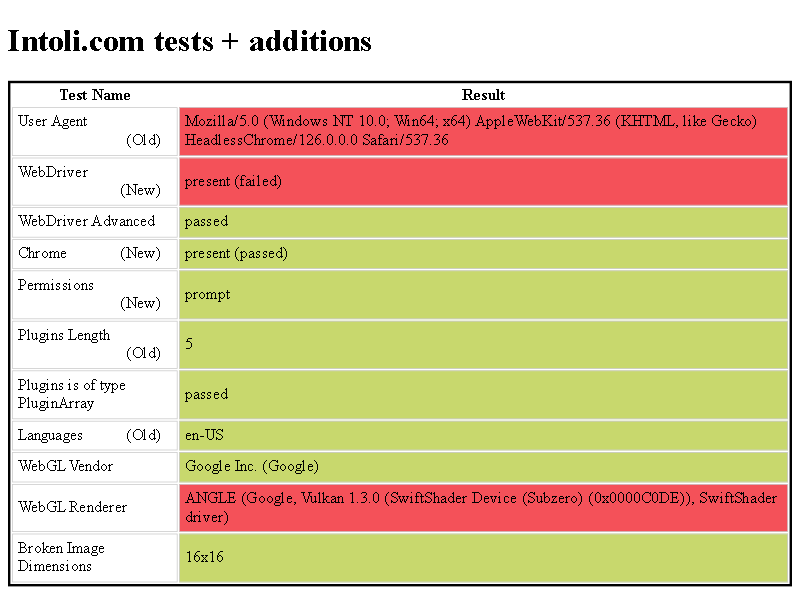 Intoli.com tests + additions
Test Name Result
User Agent (Old) Mozilla/5.0 (Windows NT 10.0; Win64; x64) AppleWebKit/537.36 (KHTML, like Gecko)
HeadlessChrome/126.0.0.0 Safari/537.36
WebDriver (New) present (failed)
WebDriver Advanced passed
Chrome (New) present (passed)
Permissions (New) prompt
Plugins Length (Old) 5
Plugins is of type
PluginArray passed
Languages (Old) en-US
WebGL Vendor Google Inc. (Google)
WebGL Renderer ANGLE (Google, Vulkan 1.3.0 (SwiftShader Device (Subzero) (0x0000C0DE)), SwiftShader
driver)
Broken Image
Dimensions 16x16